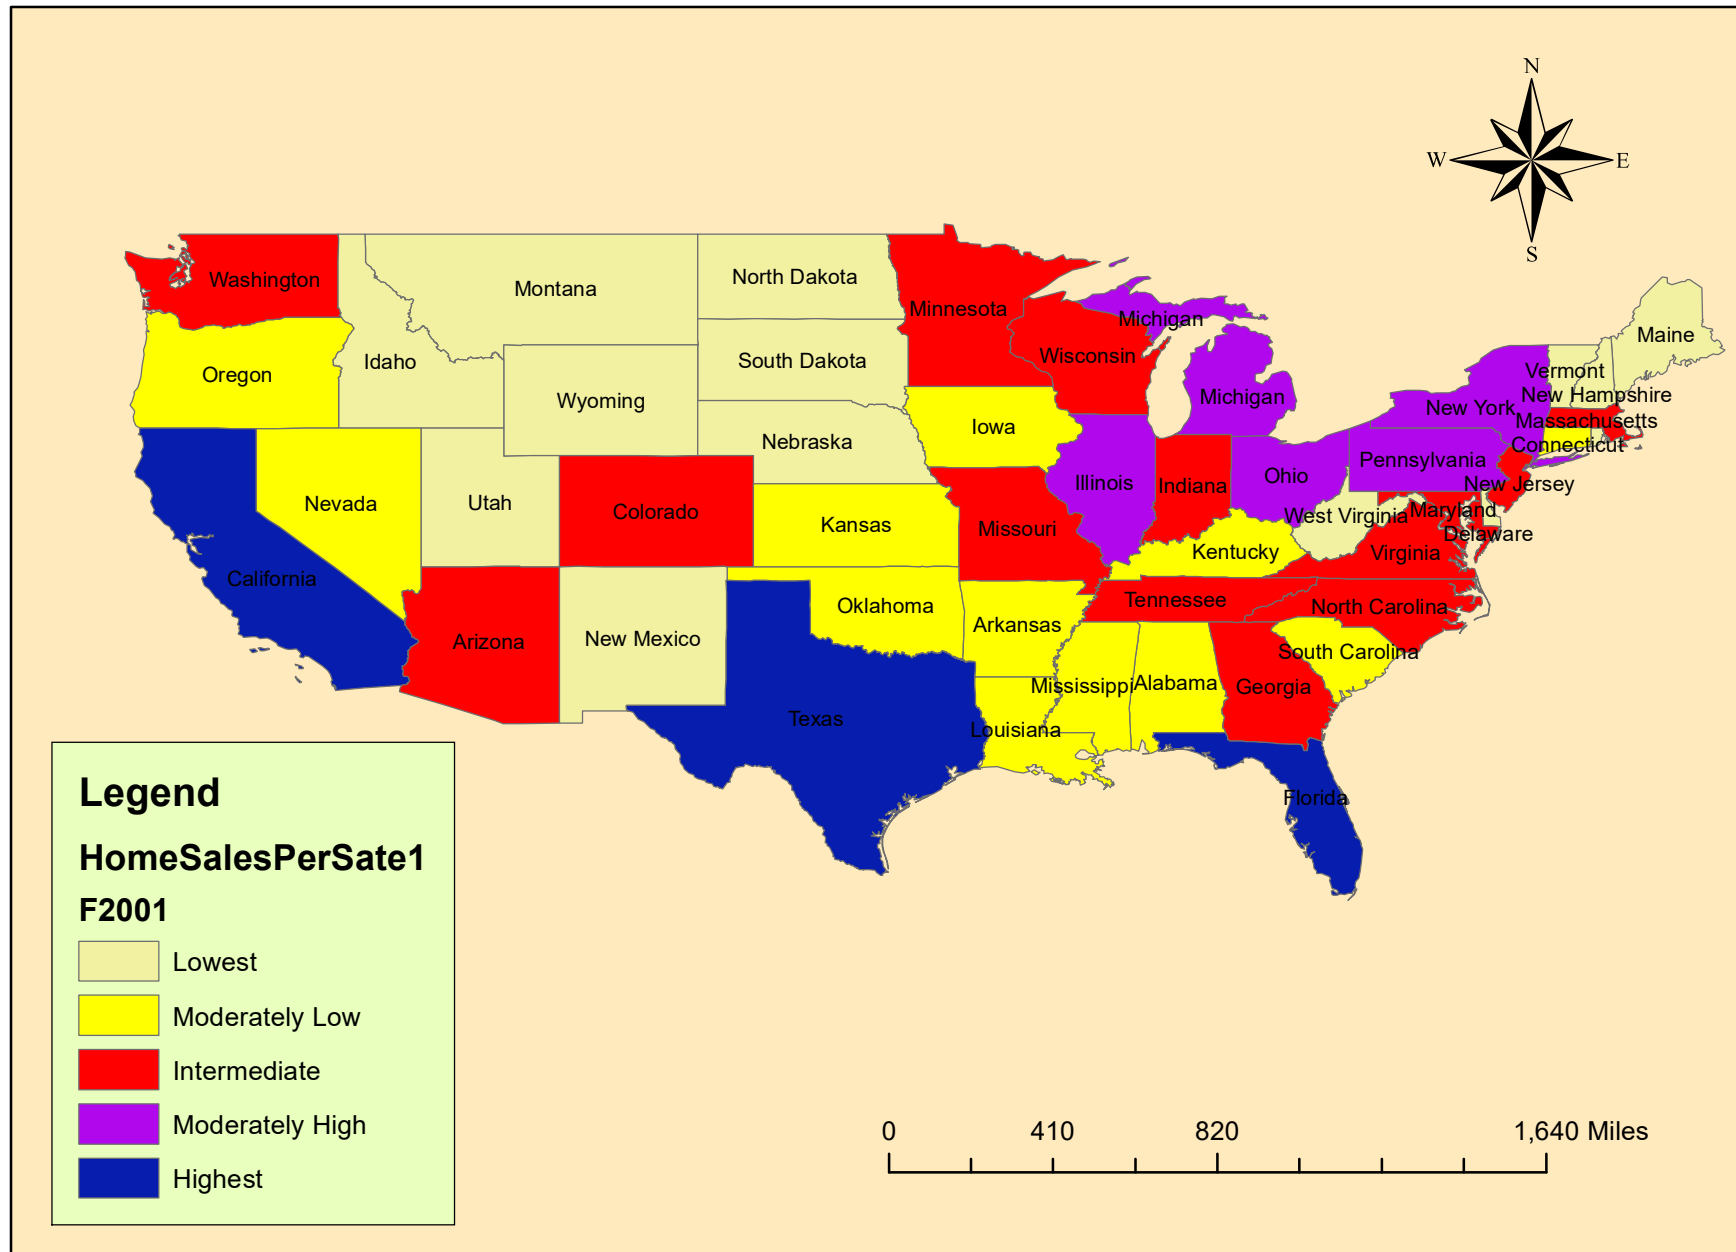 N
W E
S
Washington
Montana
North Dakota
Minnesota
Michigan
Maine
Oregon
Idaho
South Dakota
Wisconsin
Vermont
Wyoming
Michigan
New Hampshire
New York
Massachusetts
Iowa
Nebraska
Connecticut
Pennsylvania
Nevada
Utah
Colorado
Illinois
Indiana
Ohio
New Jersey
Kansas
Missouri
West Virginia
Maryland
Delaware
California
Kentucky
Virginia
Arizona
New Mexico
Oklahoma
Arkansas
Tennessee
North Carolina
South Carolina
Texas
Mississippi
Alabama
Georgia
Louisiana
Florida
Legend
HomeSalesPerSate1
F2001
Lowest
Moderately Low
Intermediate
Moderately High
Highest
0 410 820 1,640 Miles